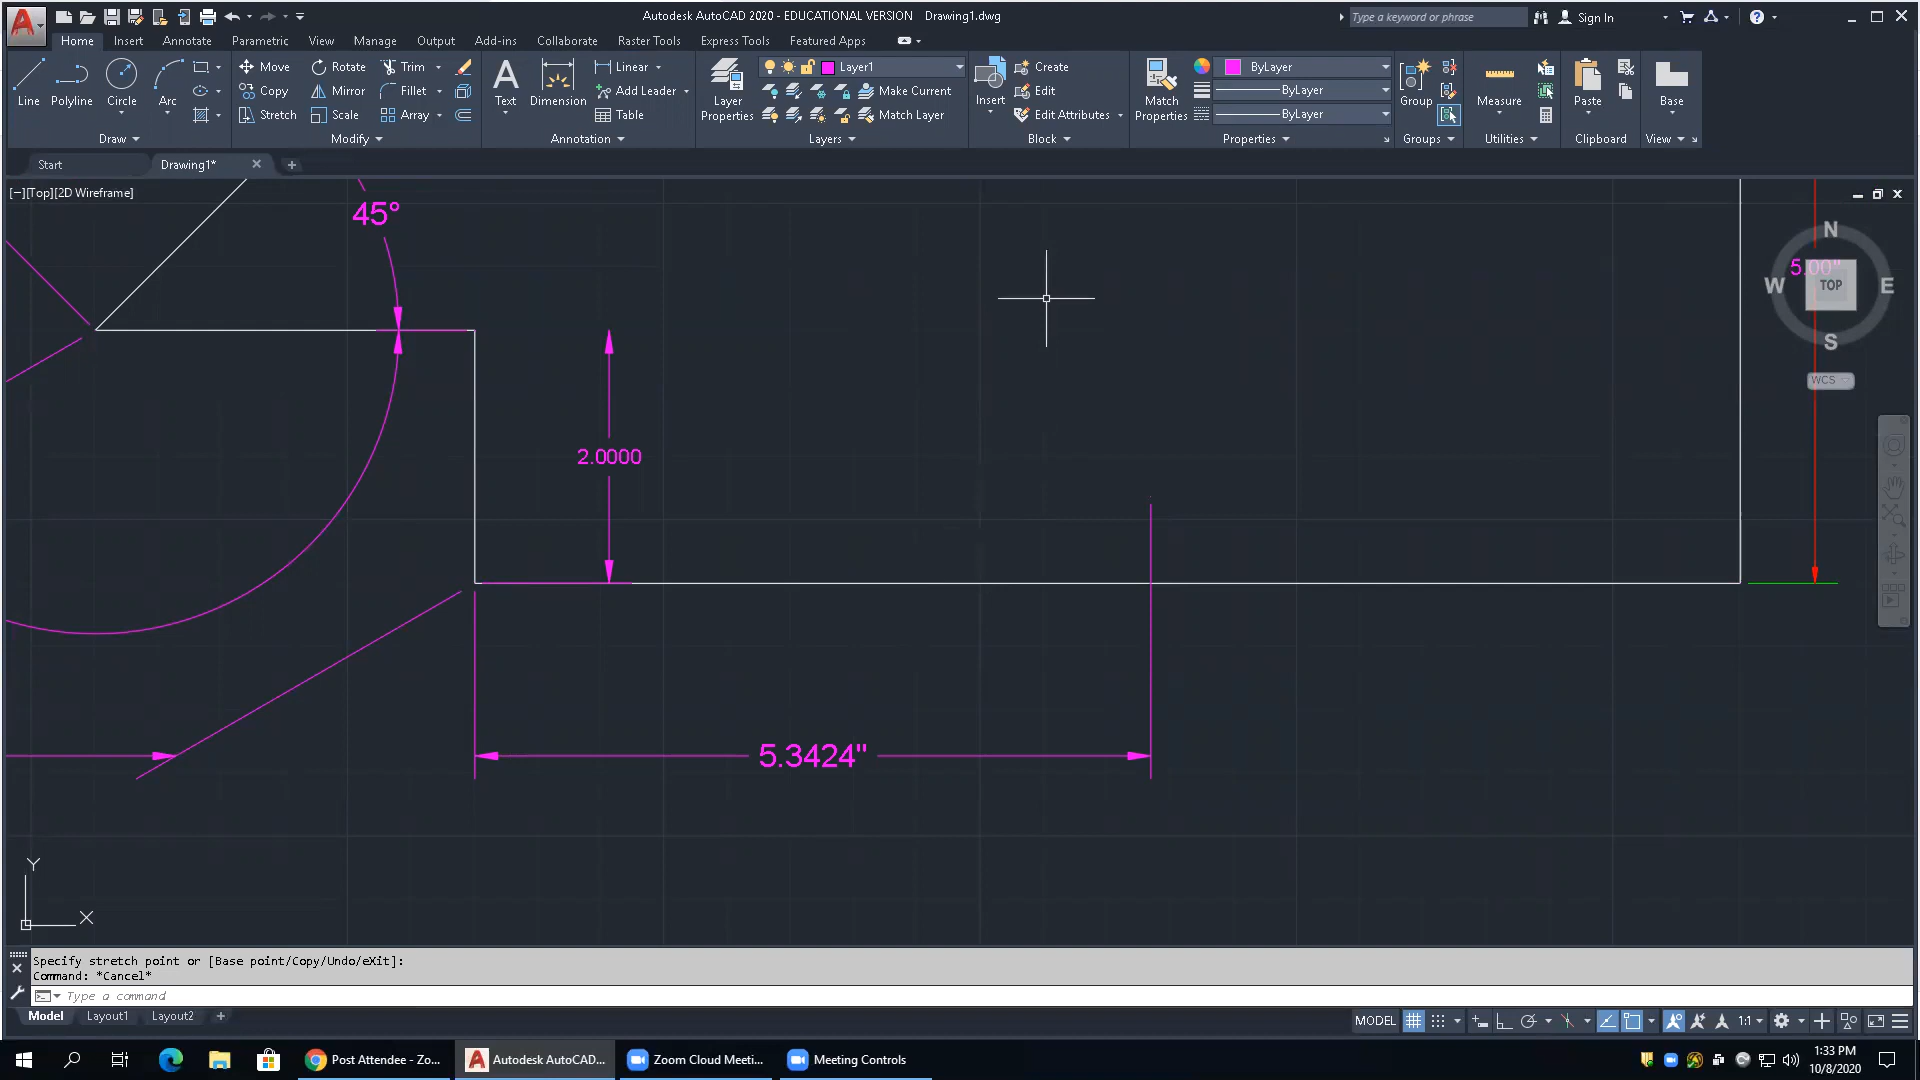 Autodesk AutoCAD 2020 - EDUCATIONAL VERSION Drawing1.dwg
Type a keyword or phrase
Sign In
Home Insert Annotate Parametric View Manage Output Add-ins Collaborate Raster Tools Express Tools Featured Apps
Line Polyline Circle Arc
Move Rotate Trim
Copy Mirror Fillet
Stretch Scale Array
Text Dimension
Linear
Add Leader
Table
Layer Properties
Layer1
Make Current
Match Layer
Insert
Create
Edit
Edit Attributes
Match Properties
ByLayer
ByLayer
ByLayer
Group
Measure
Paste
Base
Draw Modify Annotation Layers Block Properties Groups Utilities Clipboard View
Start Drawing1*
[−][Top][2D Wireframe]
45°
2.0000
5.3424"
5.00"
N
W TOP E
S
WCS
Y
X
Specify stretch point or [Base point/Copy/Undo/eXit]:
Command: *Cancel*
Type a command
Model Layout1 Layout2
MODEL 1:1
Post Attendee - Zo...
Autodesk AutoCAD...
Zoom Cloud Meeti...
Meeting Controls
1:33 PM
10/8/2020